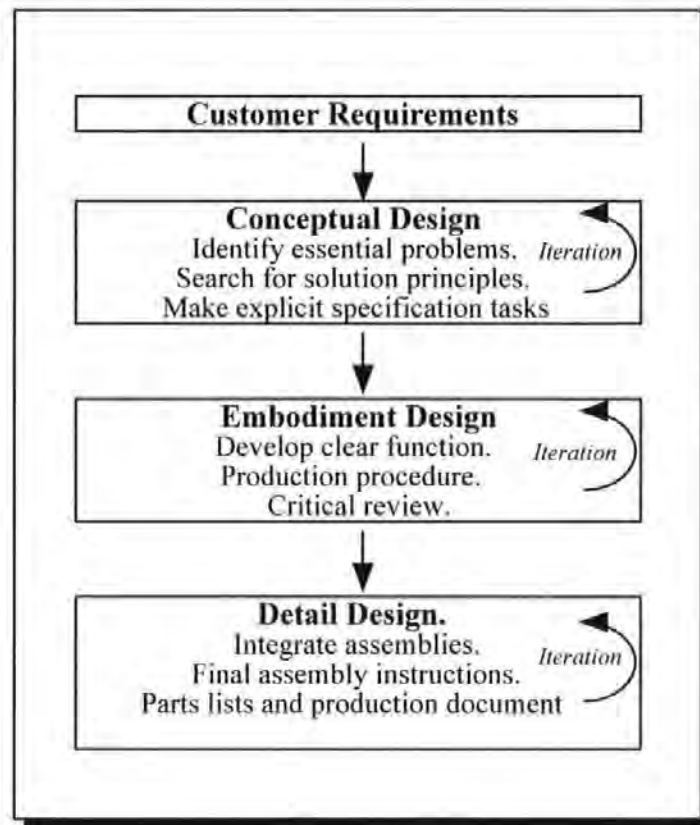 Customer Requirements
Conceptual Design
Identify essential problems.
Iteration
Search for solution principles.
Make explicit specification tasks
Embodiment Design
Develop clear function.
Iteration
Production procedure.
Critical review.
Detail Design.
Integrate assemblies.
Iteration
Final assembly instructions.
Parts lists and production document